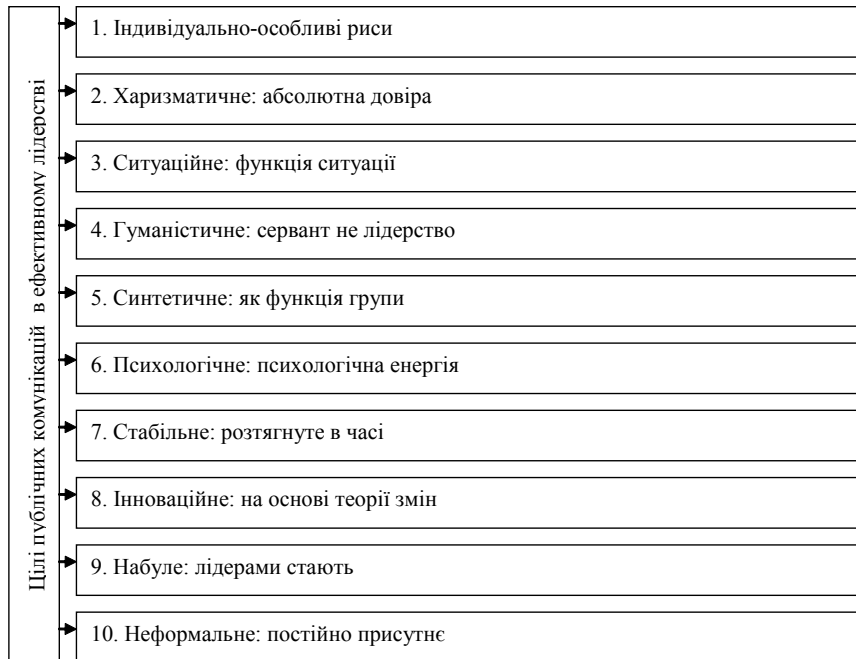 Цілі публічних комунікацій в ефективному лідерстві
1. Індивідуально-особливі риси
2. Харизматичне: абсолютна довіра
3. Ситуаційне: функція ситуації
4. Гуманістичне: сервант не лідерство
5. Синтетичне: як функція групи
6. Психологічне: психологічна енергія
7. Стабільне: розтягнуте в часі
8. Інноваційне: на основі теорії змін
9. Набуле: лідерами стають
10. Неформальне: постійно присутнє